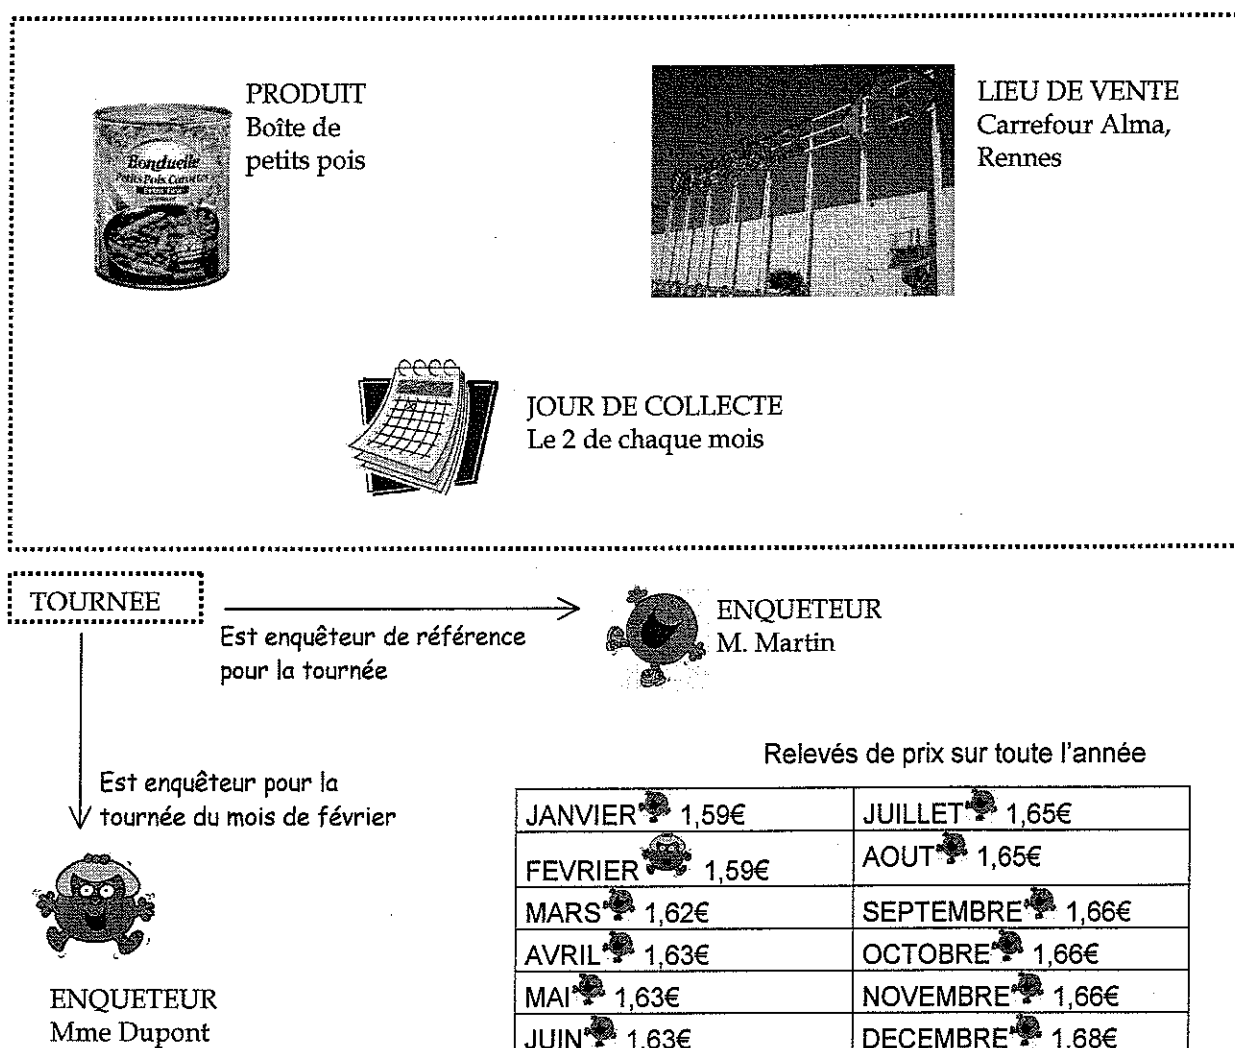 PRODUIT
Boîte de
petits pois
Bonduelle
LIEU DE VENTE
Carrefour Alma,
Rennes
JOUR DE COLLECTE
Le 2 de chaque mois
TOURNEE
Est enquêteur de référence
pour la tournée
ENQUETEUR
M. Martin
Est enquêteur pour la
tournée du mois de février
ENQUETEUR
Mme Dupont
Relevés de prix sur toute l'année
JANVIER 1,59€ JUILLET 1,65€
FEVRIER 1,59€ AOUT 1,65€
MARS 1,62€ SEPTEMBRE 1,66€
AVRIL 1,63€ OCTOBRE 1,66€
MAI 1,63€ NOVEMBRE 1,66€
JUIN 1,63€ DECEMBRE 1,68€